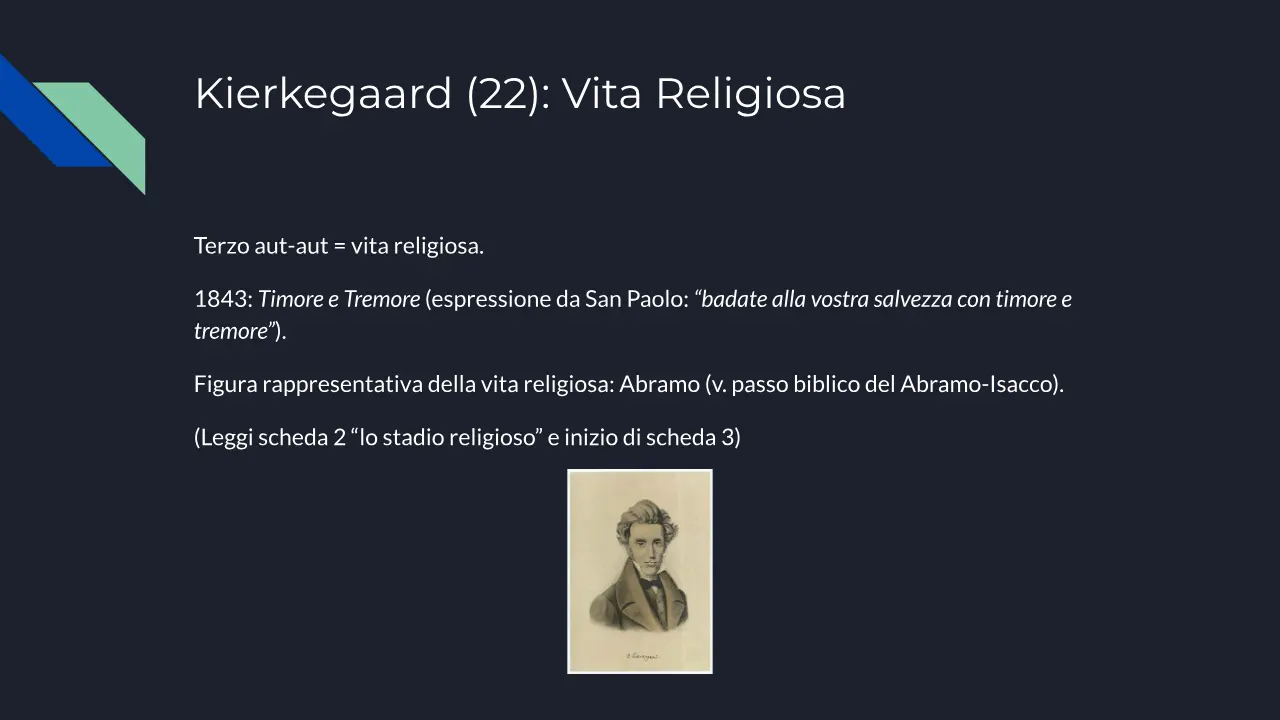 Kierkegaard (22): Vita Religiosa
Terzo aut-aut = vita religiosa.
1843: Timore e Tremore (espressione da San Paolo: “badate alla vostra salvezza con timore e
tremore”).
Figura rappresentativa della vita religiosa: Abramo (v. passo biblico del Abramo-Isacco).
(Leggi scheda 2 “lo stadio religioso” e inizio di scheda 3)